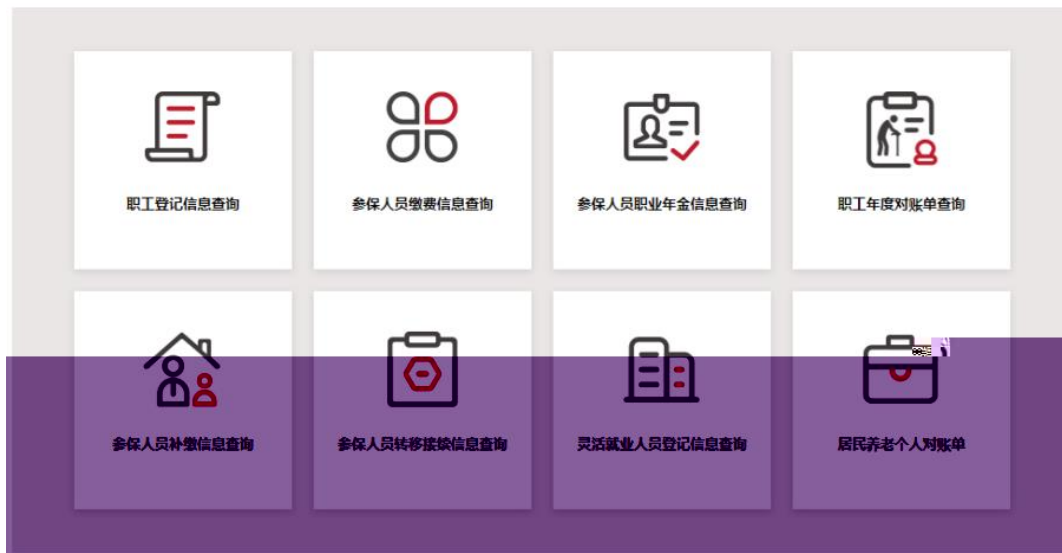 职工登记信息查询
参保人员缴费信息查询
参保人员职业年金信息查询
职工年度对账单查询
参保人员补缴信息查询
参保人员转移接续信息查询
灵活就业人员登记信息查询
居民养老个人对账单